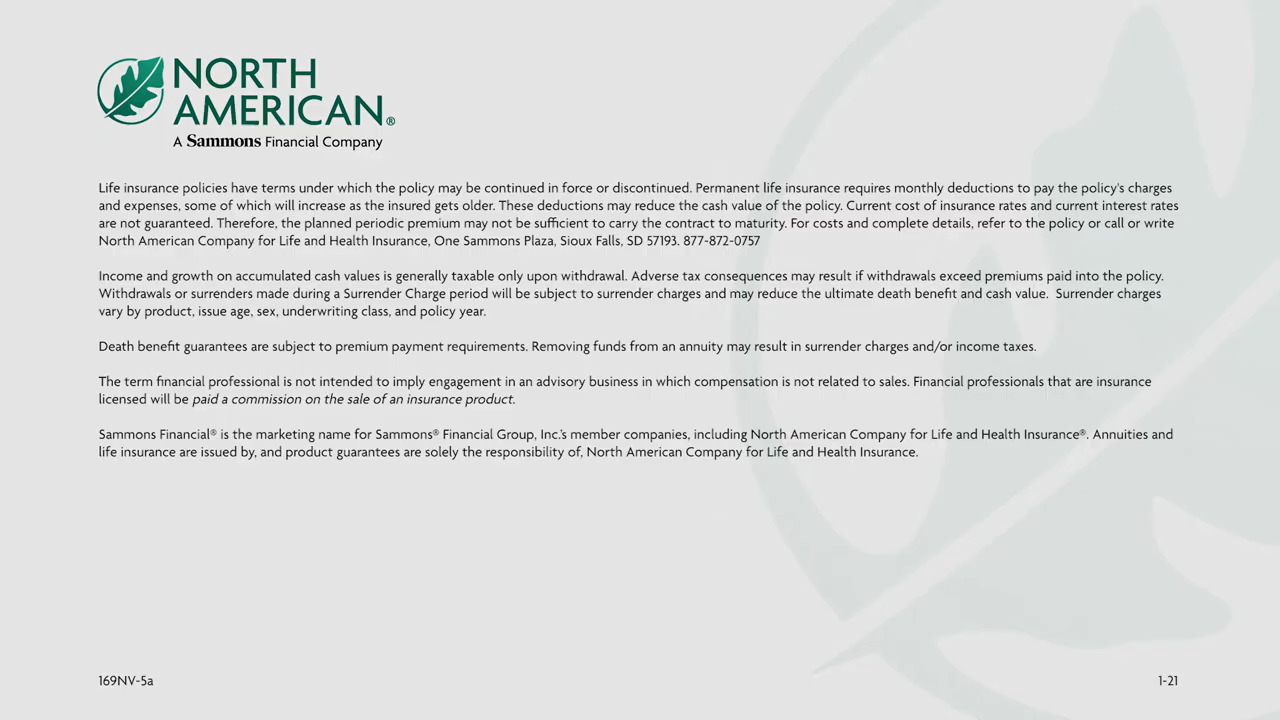 NORTH
AMERICAN®
A Sammons Financial Company
Life insurance policies have terms under which the policy may be continued in force or discontinued. Permanent life insurance requires monthly deductions to pay the policy's charges
and expenses, some of which will increase as the insured gets older. These deductions may reduce the cash value of the policy. Current cost of insurance rates and current interest rates
are not guaranteed. Therefore, the planned periodic premium may not be sufficient to carry the contract to maturity. For costs and complete details, refer to the policy or call or write
North American Company for Life and Health Insurance, One Sammons Plaza, Sioux Falls, SD 57193. 877-872-0757
Income and growth on accumulated cash values is generally taxable only upon withdrawal. Adverse tax consequences may result if withdrawals exceed premiums paid into the policy.
Withdrawals or surrenders made during a Surrender Charge period will be subject to surrender charges and may reduce the ultimate death benefit and cash value.  Surrender charges
vary by product, issue age, sex, underwriting class, and policy year.
Death benefit guarantees are subject to premium payment requirements. Removing funds from an annuity may result in surrender charges and/or income taxes.
The term financial professional is not intended to imply engagement in an advisory business in which compensation is not related to sales. Financial professionals that are insurance
licensed will be paid a commission on the sale of an insurance product.
Sammons Financial® is the marketing name for Sammons® Financial Group, Inc.'s member companies, including North American Company for Life and Health Insurance®. Annuities and
life insurance are issued by, and product guarantees are solely the responsibility of, North American Company for Life and Health Insurance.
169NV-5a
1-21